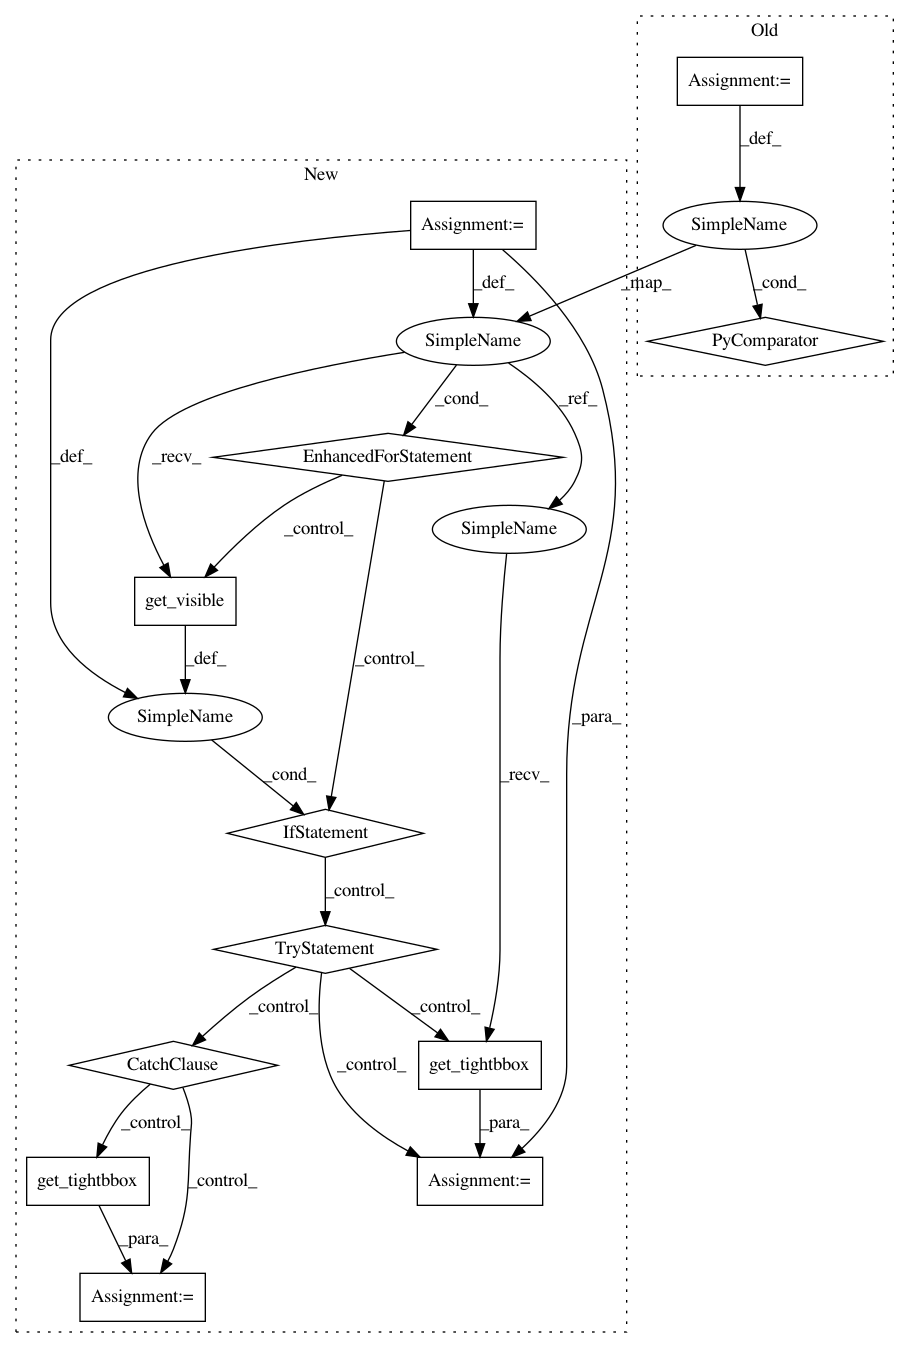 Old
Assignment:=
_def_
New
SimpleName
Assignment:=
_def_
_map_
_cond_
SimpleName
PyComparator
_cond_
_ref_
_def_
_recv_
EnhancedForStatement
SimpleName
_control_
get_visible
_def_
_control_
SimpleName
_para_
_cond_
_recv_
IfStatement
_control_
TryStatement
_control_
_control_
CatchClause
_control_
get_tightbbox
_control_
_para_
get_tightbbox
_control_
Assignment:=
_para_
Assignment:=